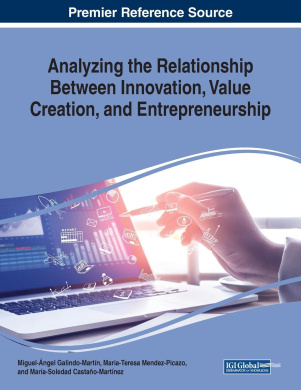 Premier Reference Source
Analyzing the Relationship
Between Innovation, Value
Creation, and Entrepreneurship
Miguel-Ángel Galindo-Martín, María-Teresa Mendez-Picazo,
and María-Soledad Castaño-Martínez
IGI Global